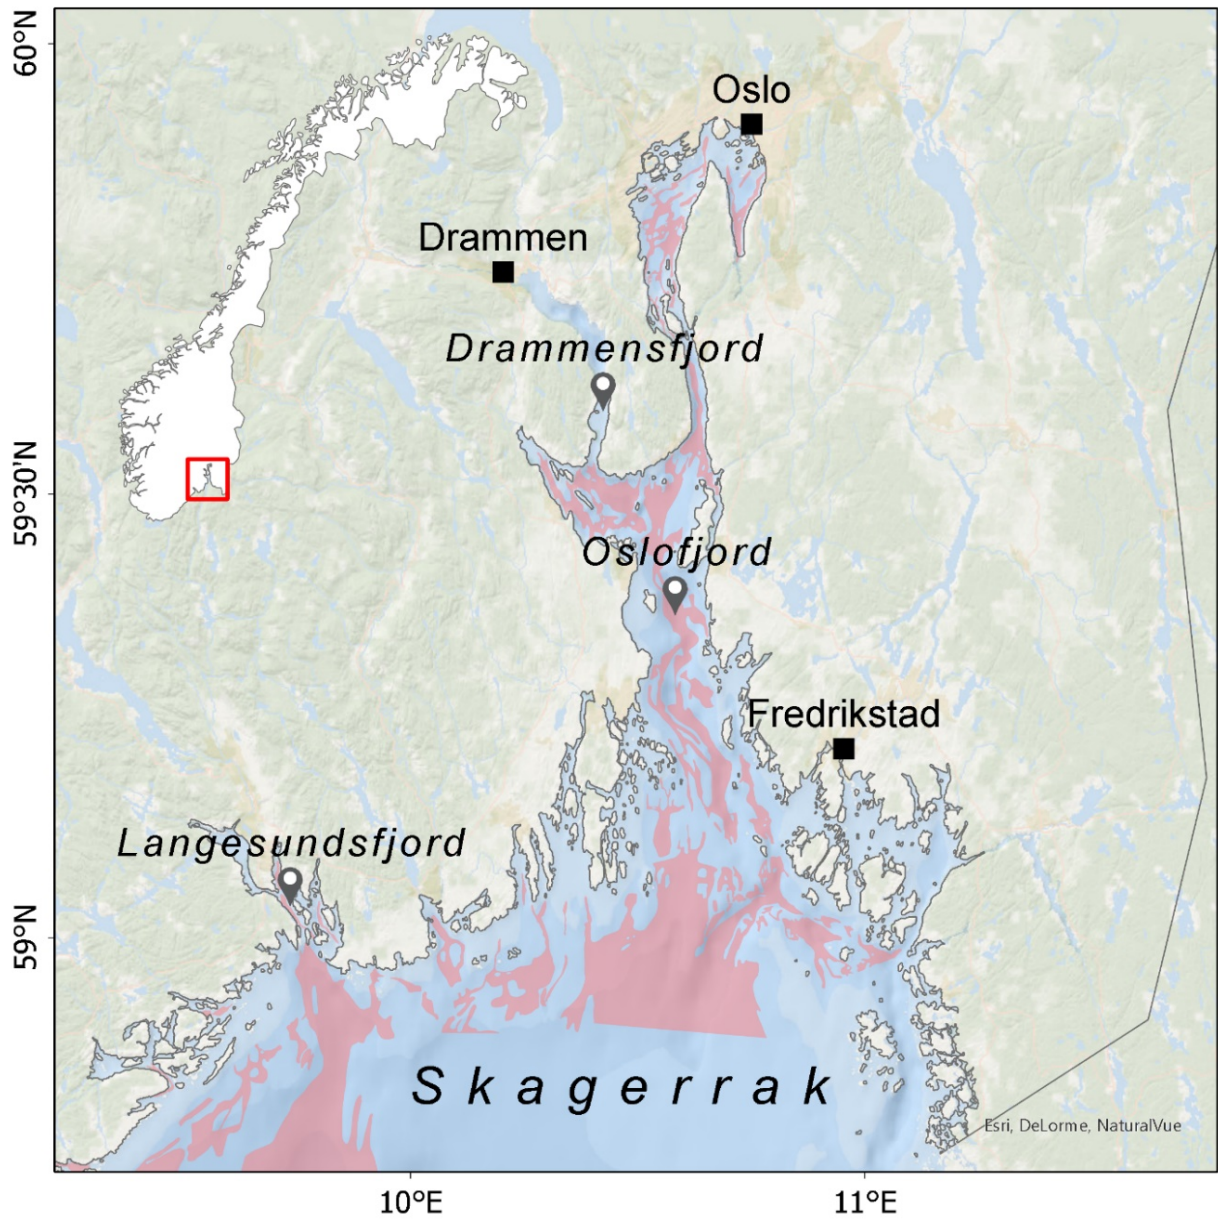 60°N
Oslo
Drammen
Drammensfjord
59°30'N
Oslofjord
Fredrikstad
Langesundsfjord
59°N
Skagerrak
Esri, DeLorme, NaturalVue
10°E
11°E